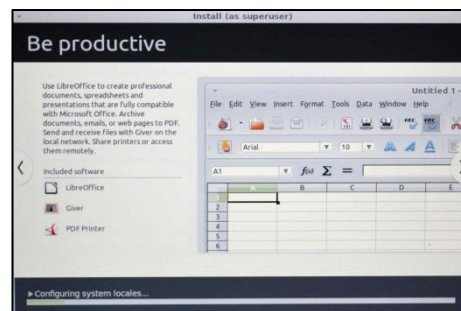 Install (as superuser)
Be productive
Use LibreOffice to create professional
documents, spreadsheets and
presentations that are fully compatible
with Microsoft Office. Archive
documents, emails, or web pages to PDF.
Send and receive files with Giver on the
local network. Share printers or access
them remotely.
Included software
LibreOffice
Giver
PDF Printer
Untitled 1 -
File Edit View Insert Format Tools Data Window Help
Arial 10 A A
A1 f(x) Σ =
A B C D E
1
2
3
4
5
6
Configuring system locales...